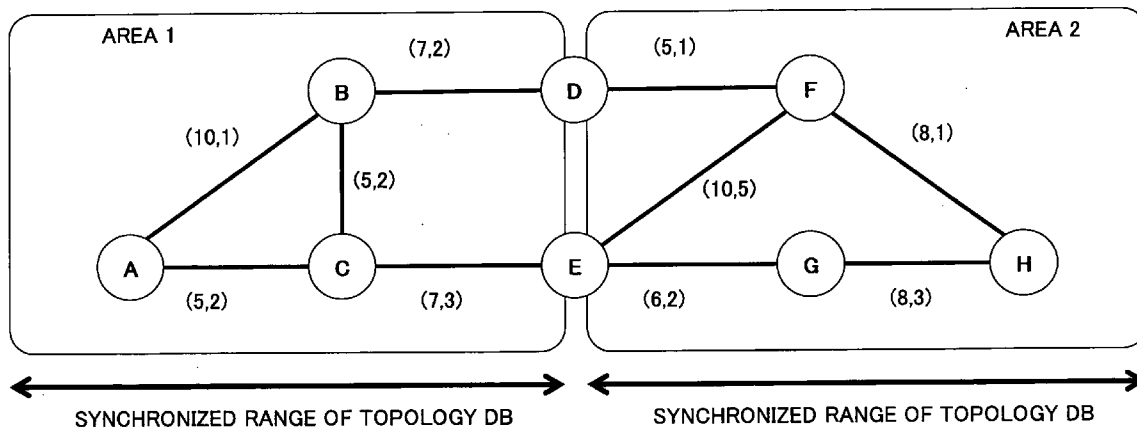 AREA 1
AREA 2
(7,2)
(5,1)
B
D
F
(10,1)
(8,1)
(5,2)
(10,5)
A
C
E
G
H
(5,2)
(7,3)
(6,2)
(8,3)
SYNCHRONIZED RANGE OF TOPOLOGY DB
SYNCHRONIZED RANGE OF TOPOLOGY DB